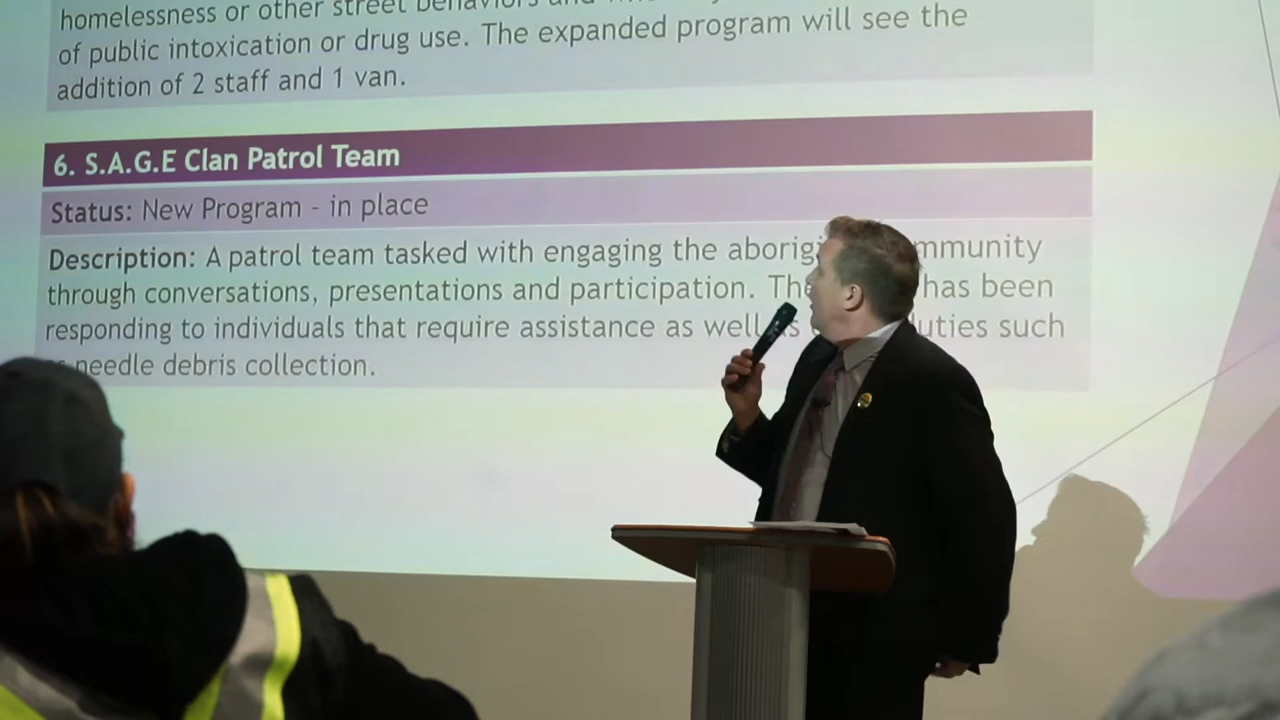 homelessness or other street behaviors and
of public intoxication or drug use. The expanded program will see the
addition of 2 staff and 1 van.
6. S.A.G.E Clan Patrol Team
Status: New Program - in place
Description: A patrol team tasked with engaging the
through conversations, presentations and participation. has been
responding to individuals that require assistance as well such
needle debris collection.